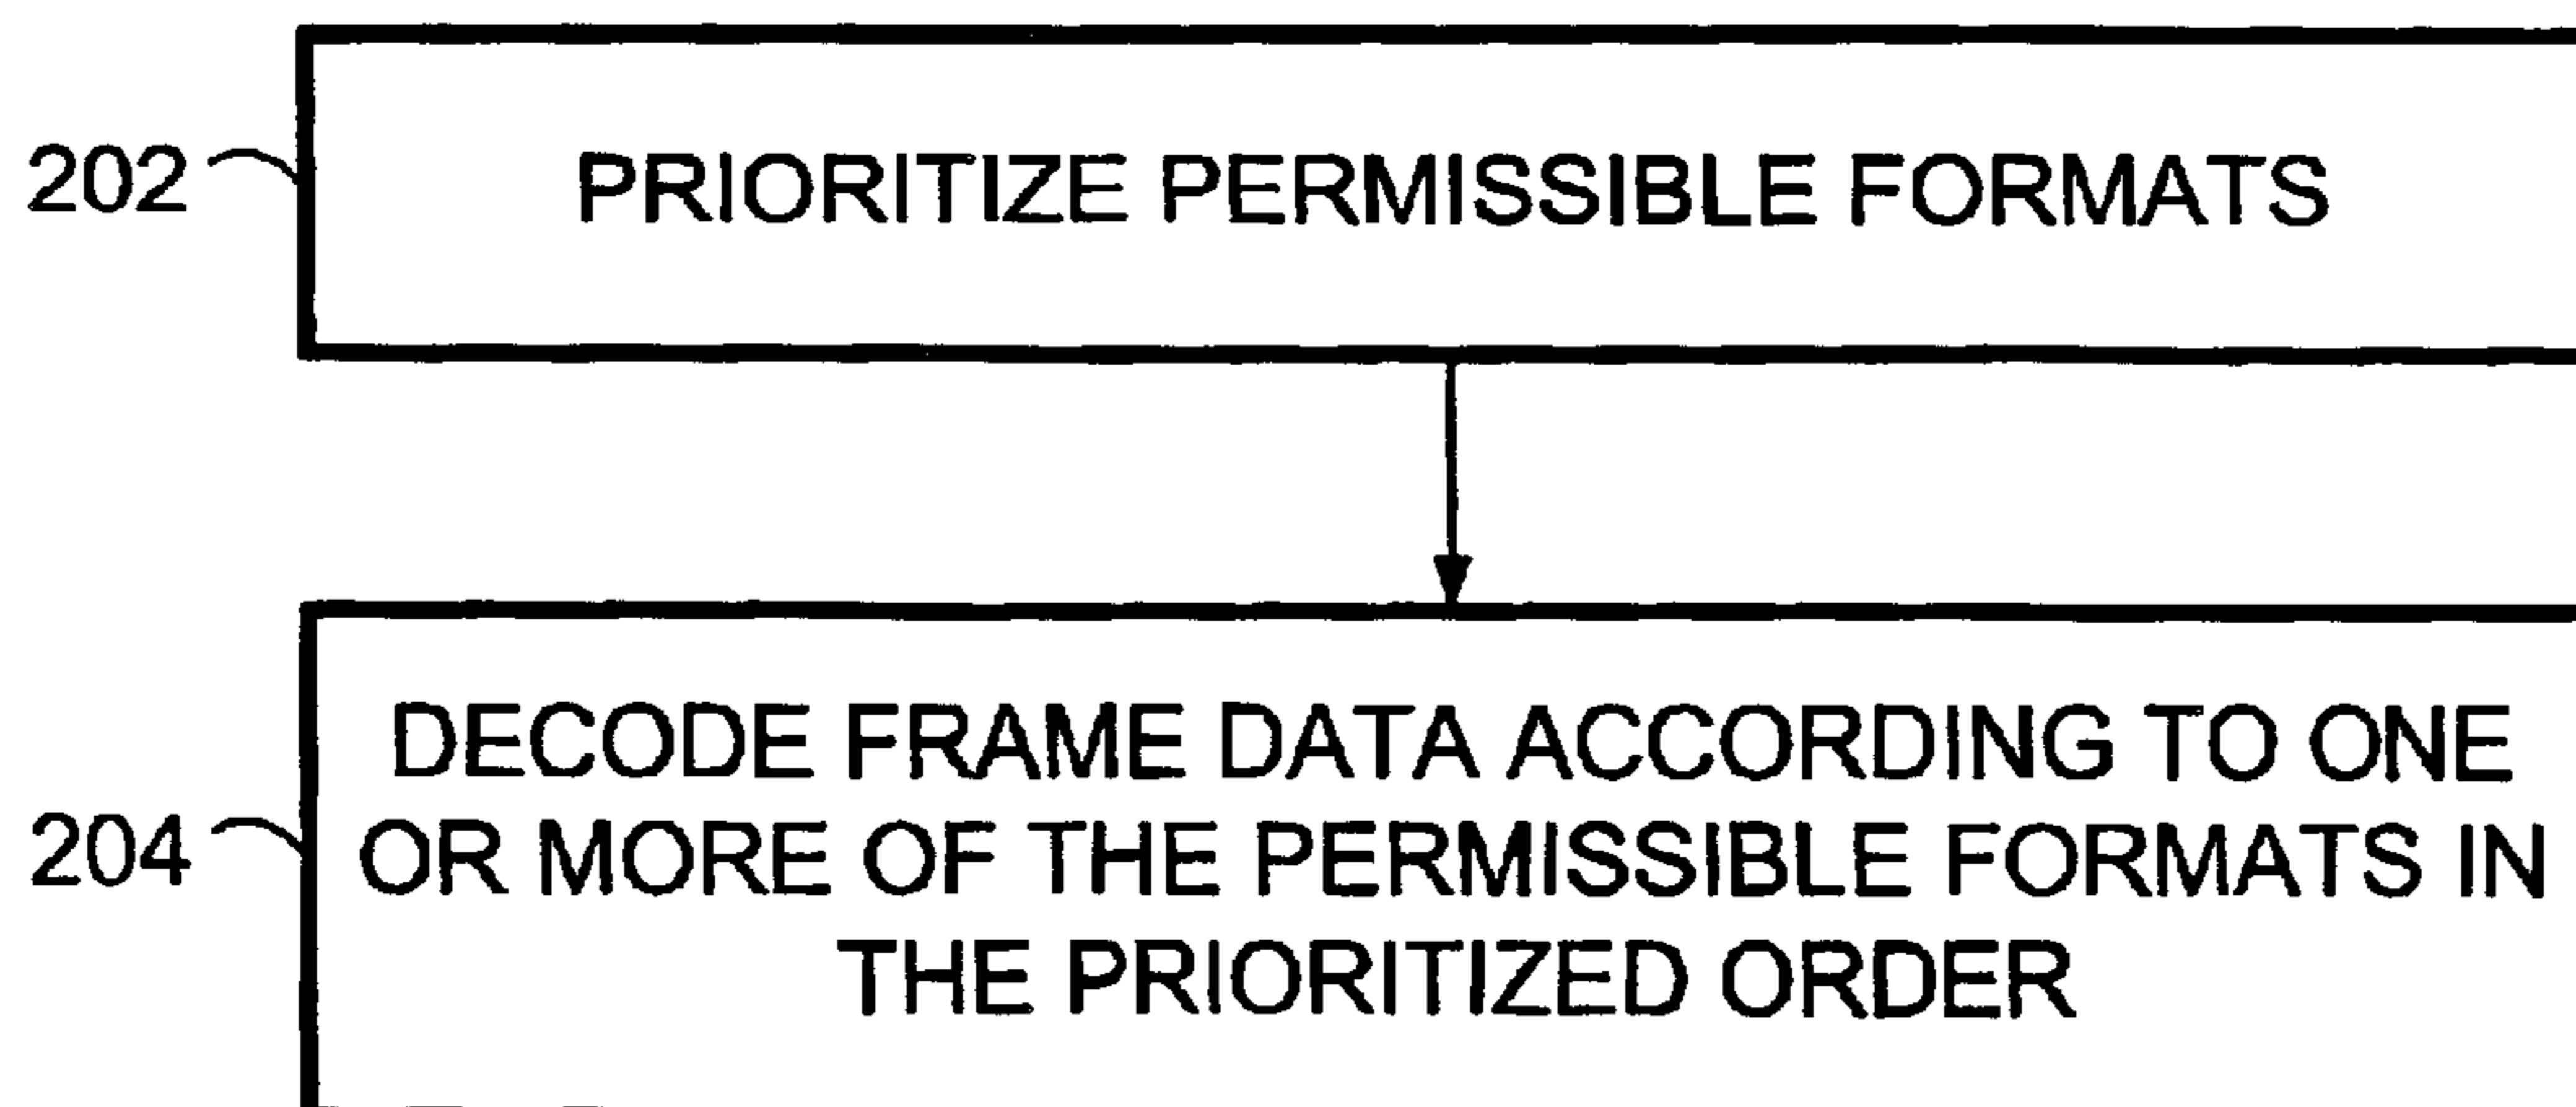 202
PRIORITIZE PERMISSIBLE FORMATS
204
DECODE FRAME DATA ACCORDING TO ONE
OR MORE OF THE PERMISSIBLE FORMATS IN
THE PRIORITIZED ORDER